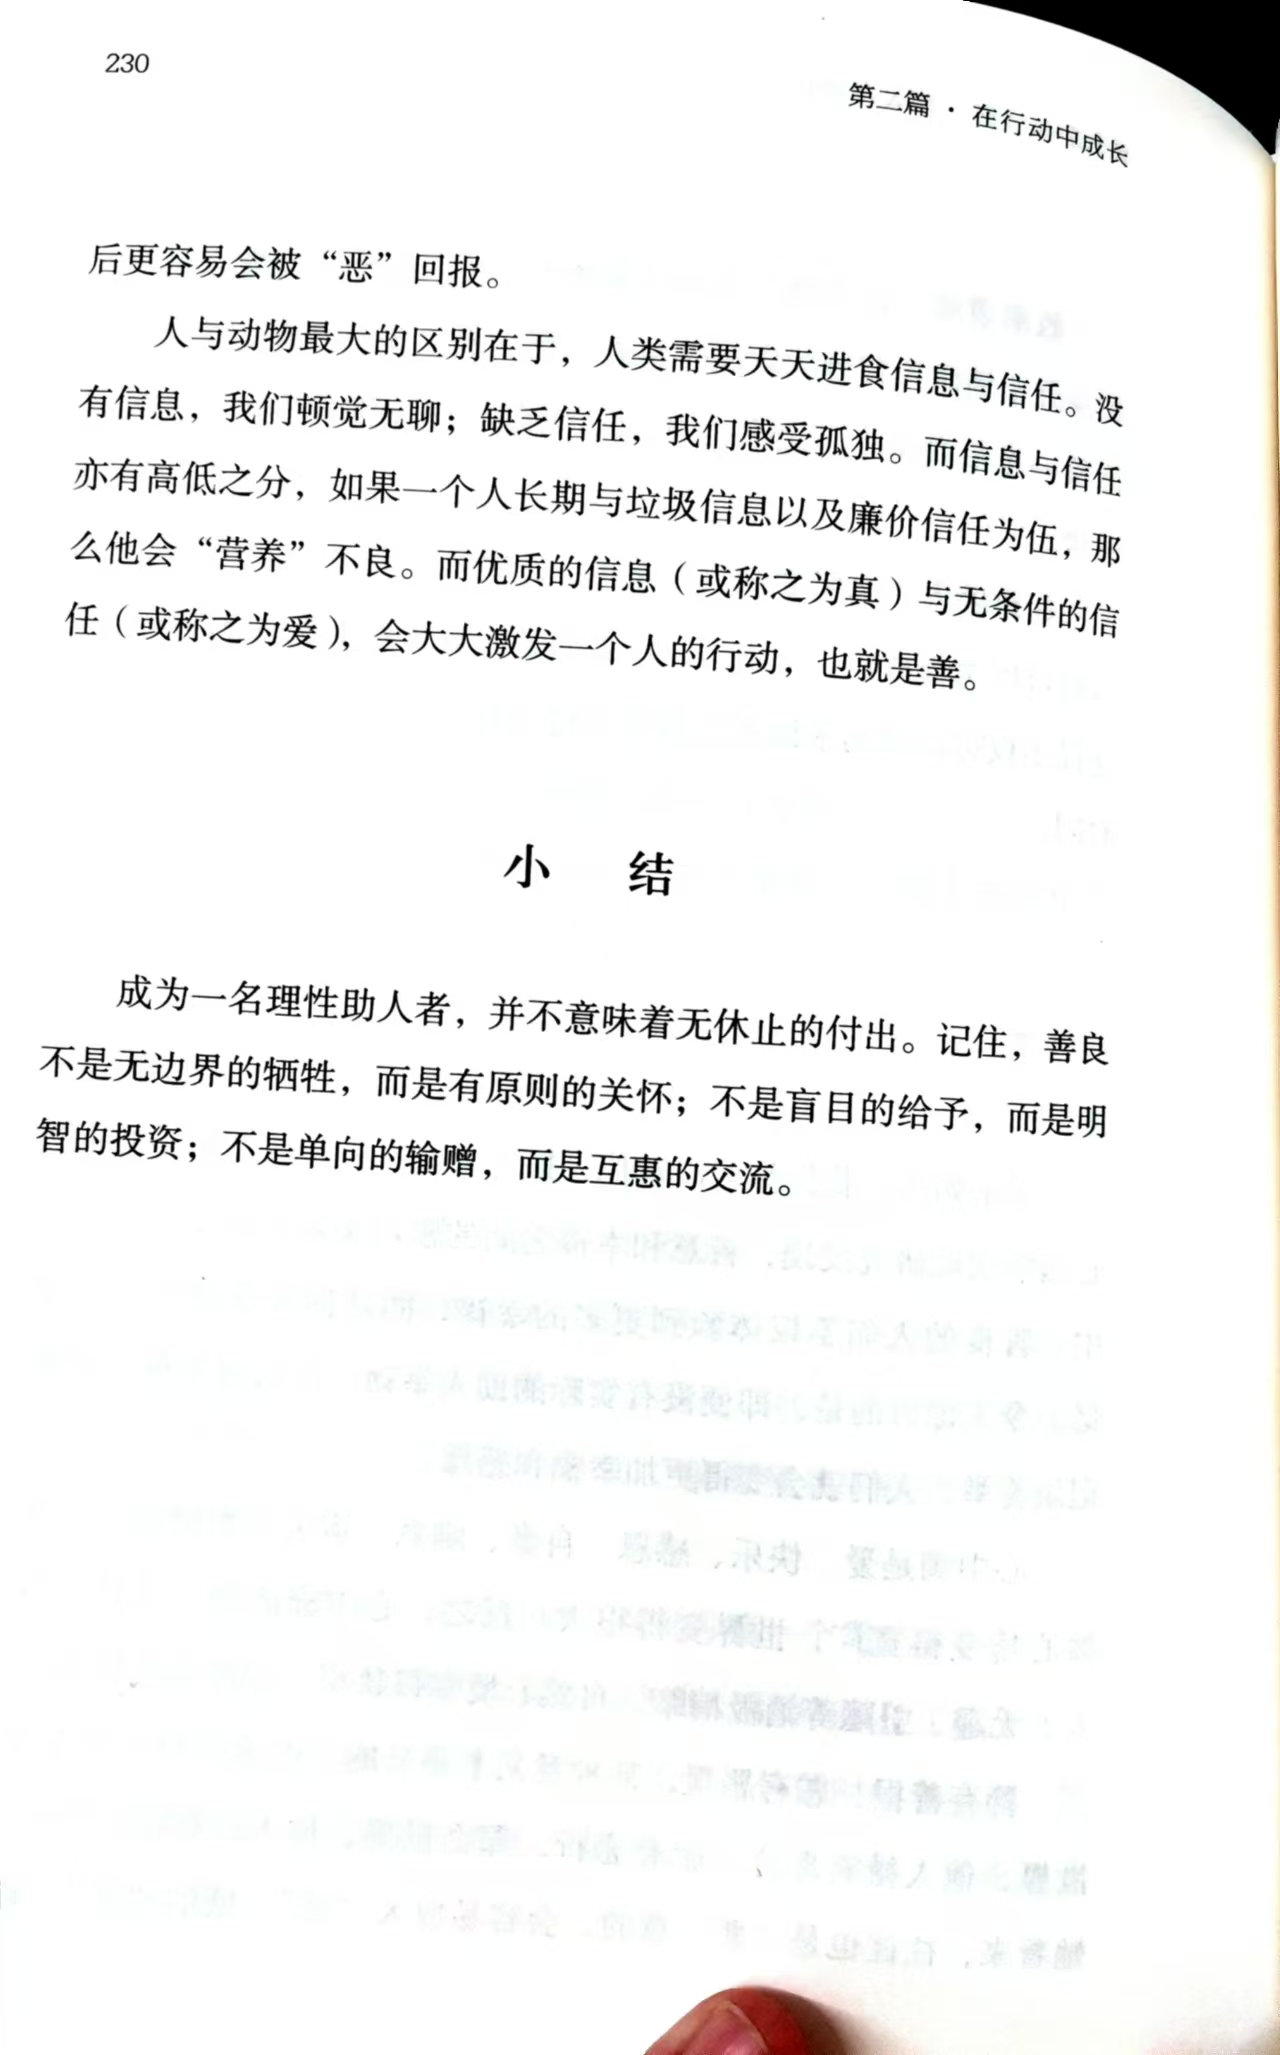 230
第二篇 · 在行动中成长
后更容易会被“恶”回报。
人与动物最大的区别在于，人类需要天天进食信息与信任。没
有信息，我们顿觉无聊；缺乏信任，我们感受孤独。而信息与信任
亦有高低之分，如果一个人长期与垃圾信息以及廉价信任为伍，那
么他会“营养”不良。而优质的信息（或称之为真）与无条件的信
任（或称之为爱），会大大激发一个人的行动，也就是善。
小 结
成为一名理性助人者，并不意味着无休止的付出。记住，善良
不是无边界的牺牲，而是有原则的关怀；不是盲目的给予，而是明
智的投资；不是单向的输赠，而是互惠的交流。